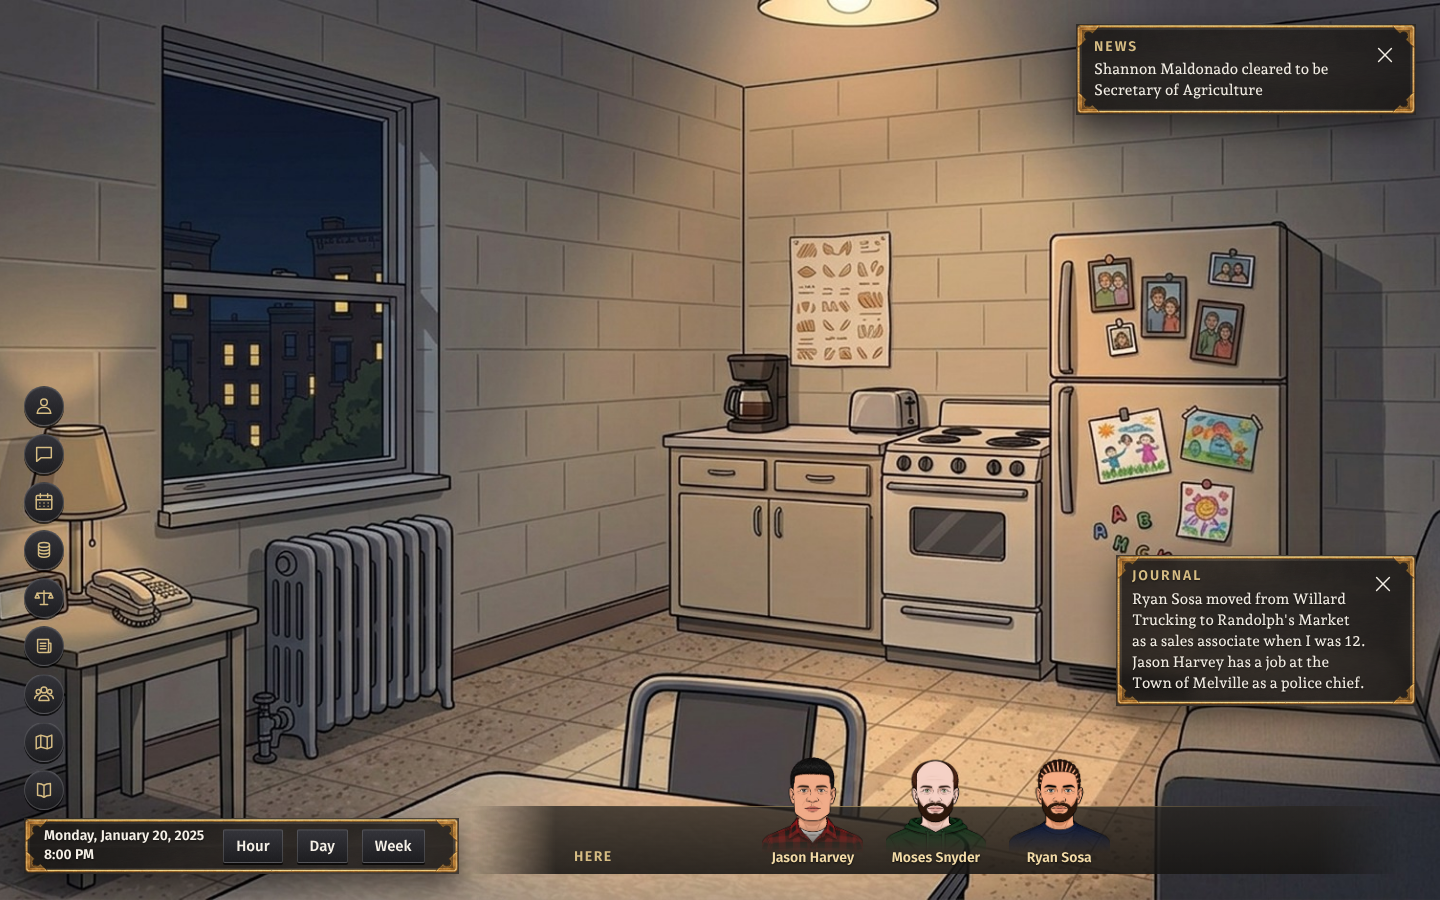 NEWS
Shannon Maldonado cleared to be
Secretary of Agriculture
A B
A
JOURNAL
Ryan Sosa moved from Willard
Trucking to Randolph's Market
as a sales associate when I was 12.
Jason Harvey has a job at the
Town of Melville as a police chief.
Monday, January 20, 2025
8:00 PM
Hour
Day
Week
HERE
Jason Harvey
Moses Snyder
Ryan Sosa